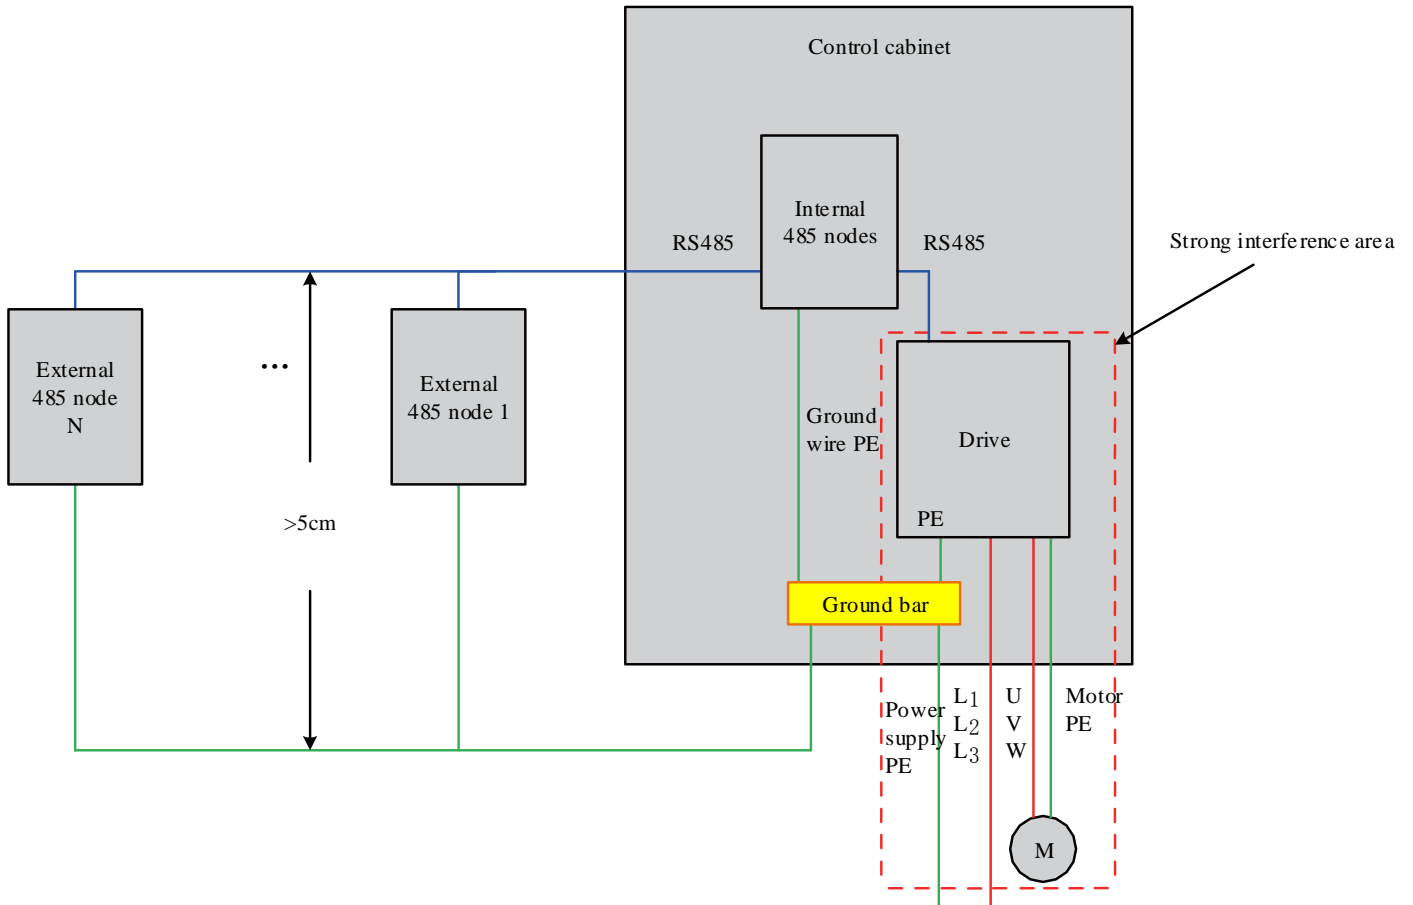 Control cabinet
Internal
485 nodes
RS485
RS485
Strong interference area
External
485 node
N
...
External
485 node 1
Ground
wire PE
Drive
PE
>5cm
Ground bar
Power
supply
PE
L1
L2
L3
U
V
W
Motor
PE
M